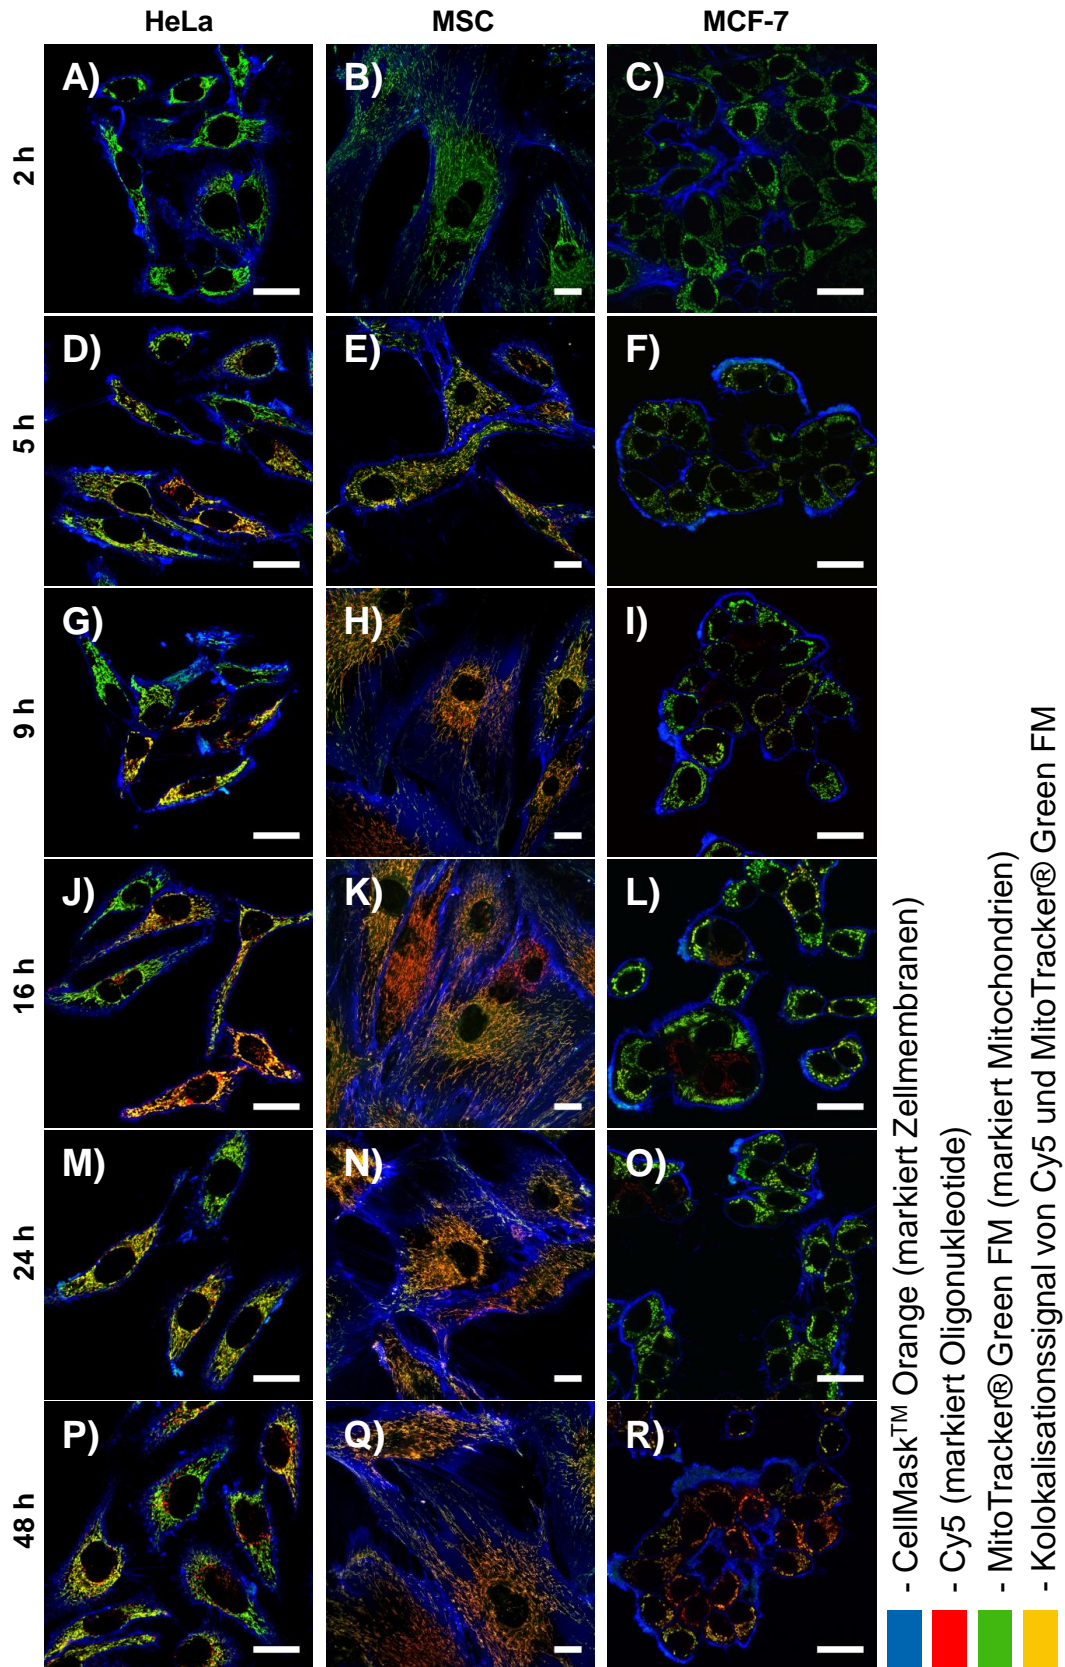 HeLa MSC MCF-7
2 h
A) B) C)
5 h
D) E) F)
9 h
G) H) I)
16 h
J) K) L)
24 h
M) N) O)
48 h
P) Q) R)
- CellMask™ Orange (markiert Zellmembranen)
- Cy5 (markiert Oligonukleotide)
- MitoTracker® Green FM (markiert Mitochondrien)
- Kolokalisationssignal von Cy5 und MitoTracker® Green FM